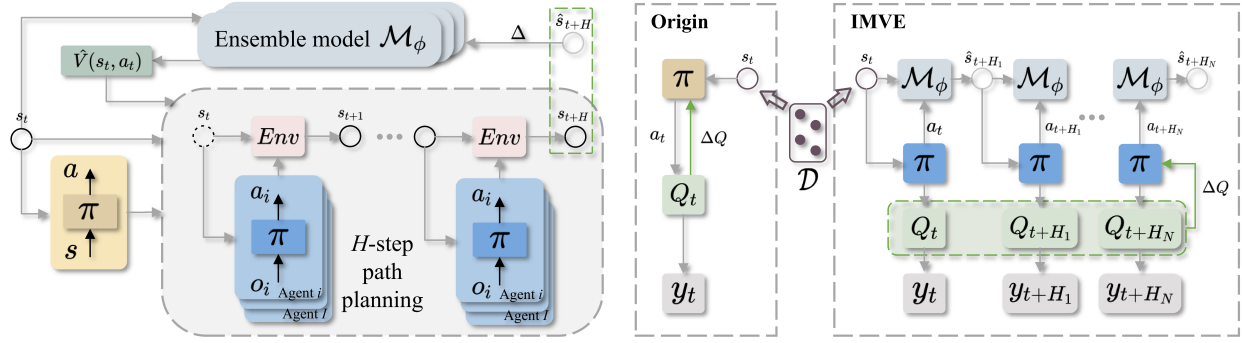 Ensemble model 𝓜_ϕ
ŝ_{t+H}
Δ
V̂(s_t, a_t)
s_t
a
π
s
s_t
Env
s_{t+1}
Env
s_{t+H}
a_i
π
o_i
Agent i
Agent 1
H-step
path
planning
a_i
π
o_i
Agent i
Agent 1
Origin
s_t
π
a_t
ΔQ
Q_t
y_t
𝒟
IMVE
s_t
𝓜_ϕ
ŝ_{t+H_1}
𝓜_ϕ
𝓜_ϕ
ŝ_{t+H_N}
a_t
a_{t+H_1}
a_{t+H_N}
π
π
π
ΔQ
Q_t
Q_{t+H_1}
Q_{t+H_N}
y_t
y_{t+H_1}
y_{t+H_N}